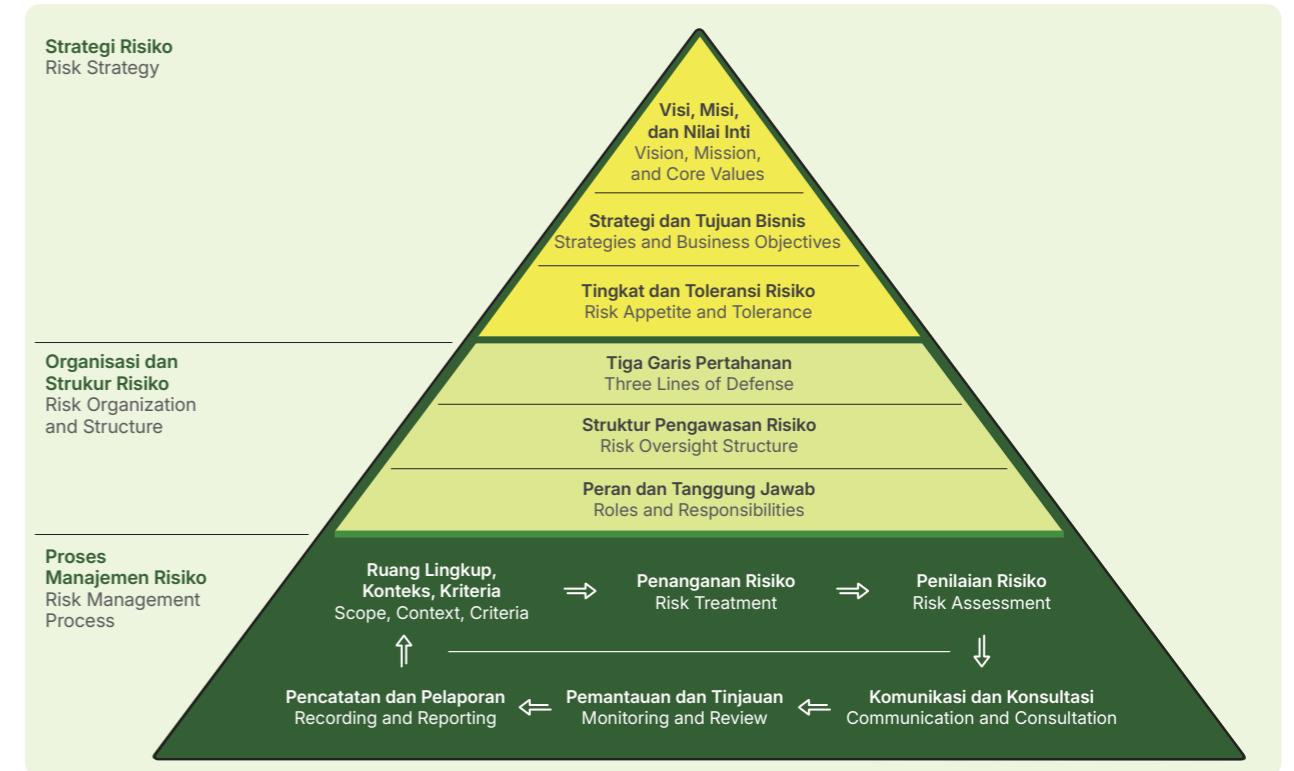 Strategi Risiko
Risk Strategy
Visi, Misi,
dan Nilai Inti
Vision, Mission,
and Core Values
Strategi dan Tujuan Bisnis
Strategies and Business Objectives
Tingkat dan Toleransi Risiko
Risk Appetite and Tolerance
Organisasi dan
Strukur Risiko
Risk Organization
and Structure
Tiga Garis Pertahanan
Three Lines of Defense
Struktur Pengawasan Risiko
Risk Oversight Structure
Peran dan Tanggung Jawab
Roles and Responsibilities
Proses
Manajemen Risiko
Risk Management
Process
Ruang Lingkup,
Konteks, Kriteria
Scope, Context, Criteria
Penanganan Risiko
Risk Treatment
Penilaian Risiko
Risk Assessment
Pencatatan dan Pelaporan
Recording and Reporting
Pemantauan dan Tinjauan
Monitoring and Review
Komunikasi dan Konsultasi
Communication and Consultation